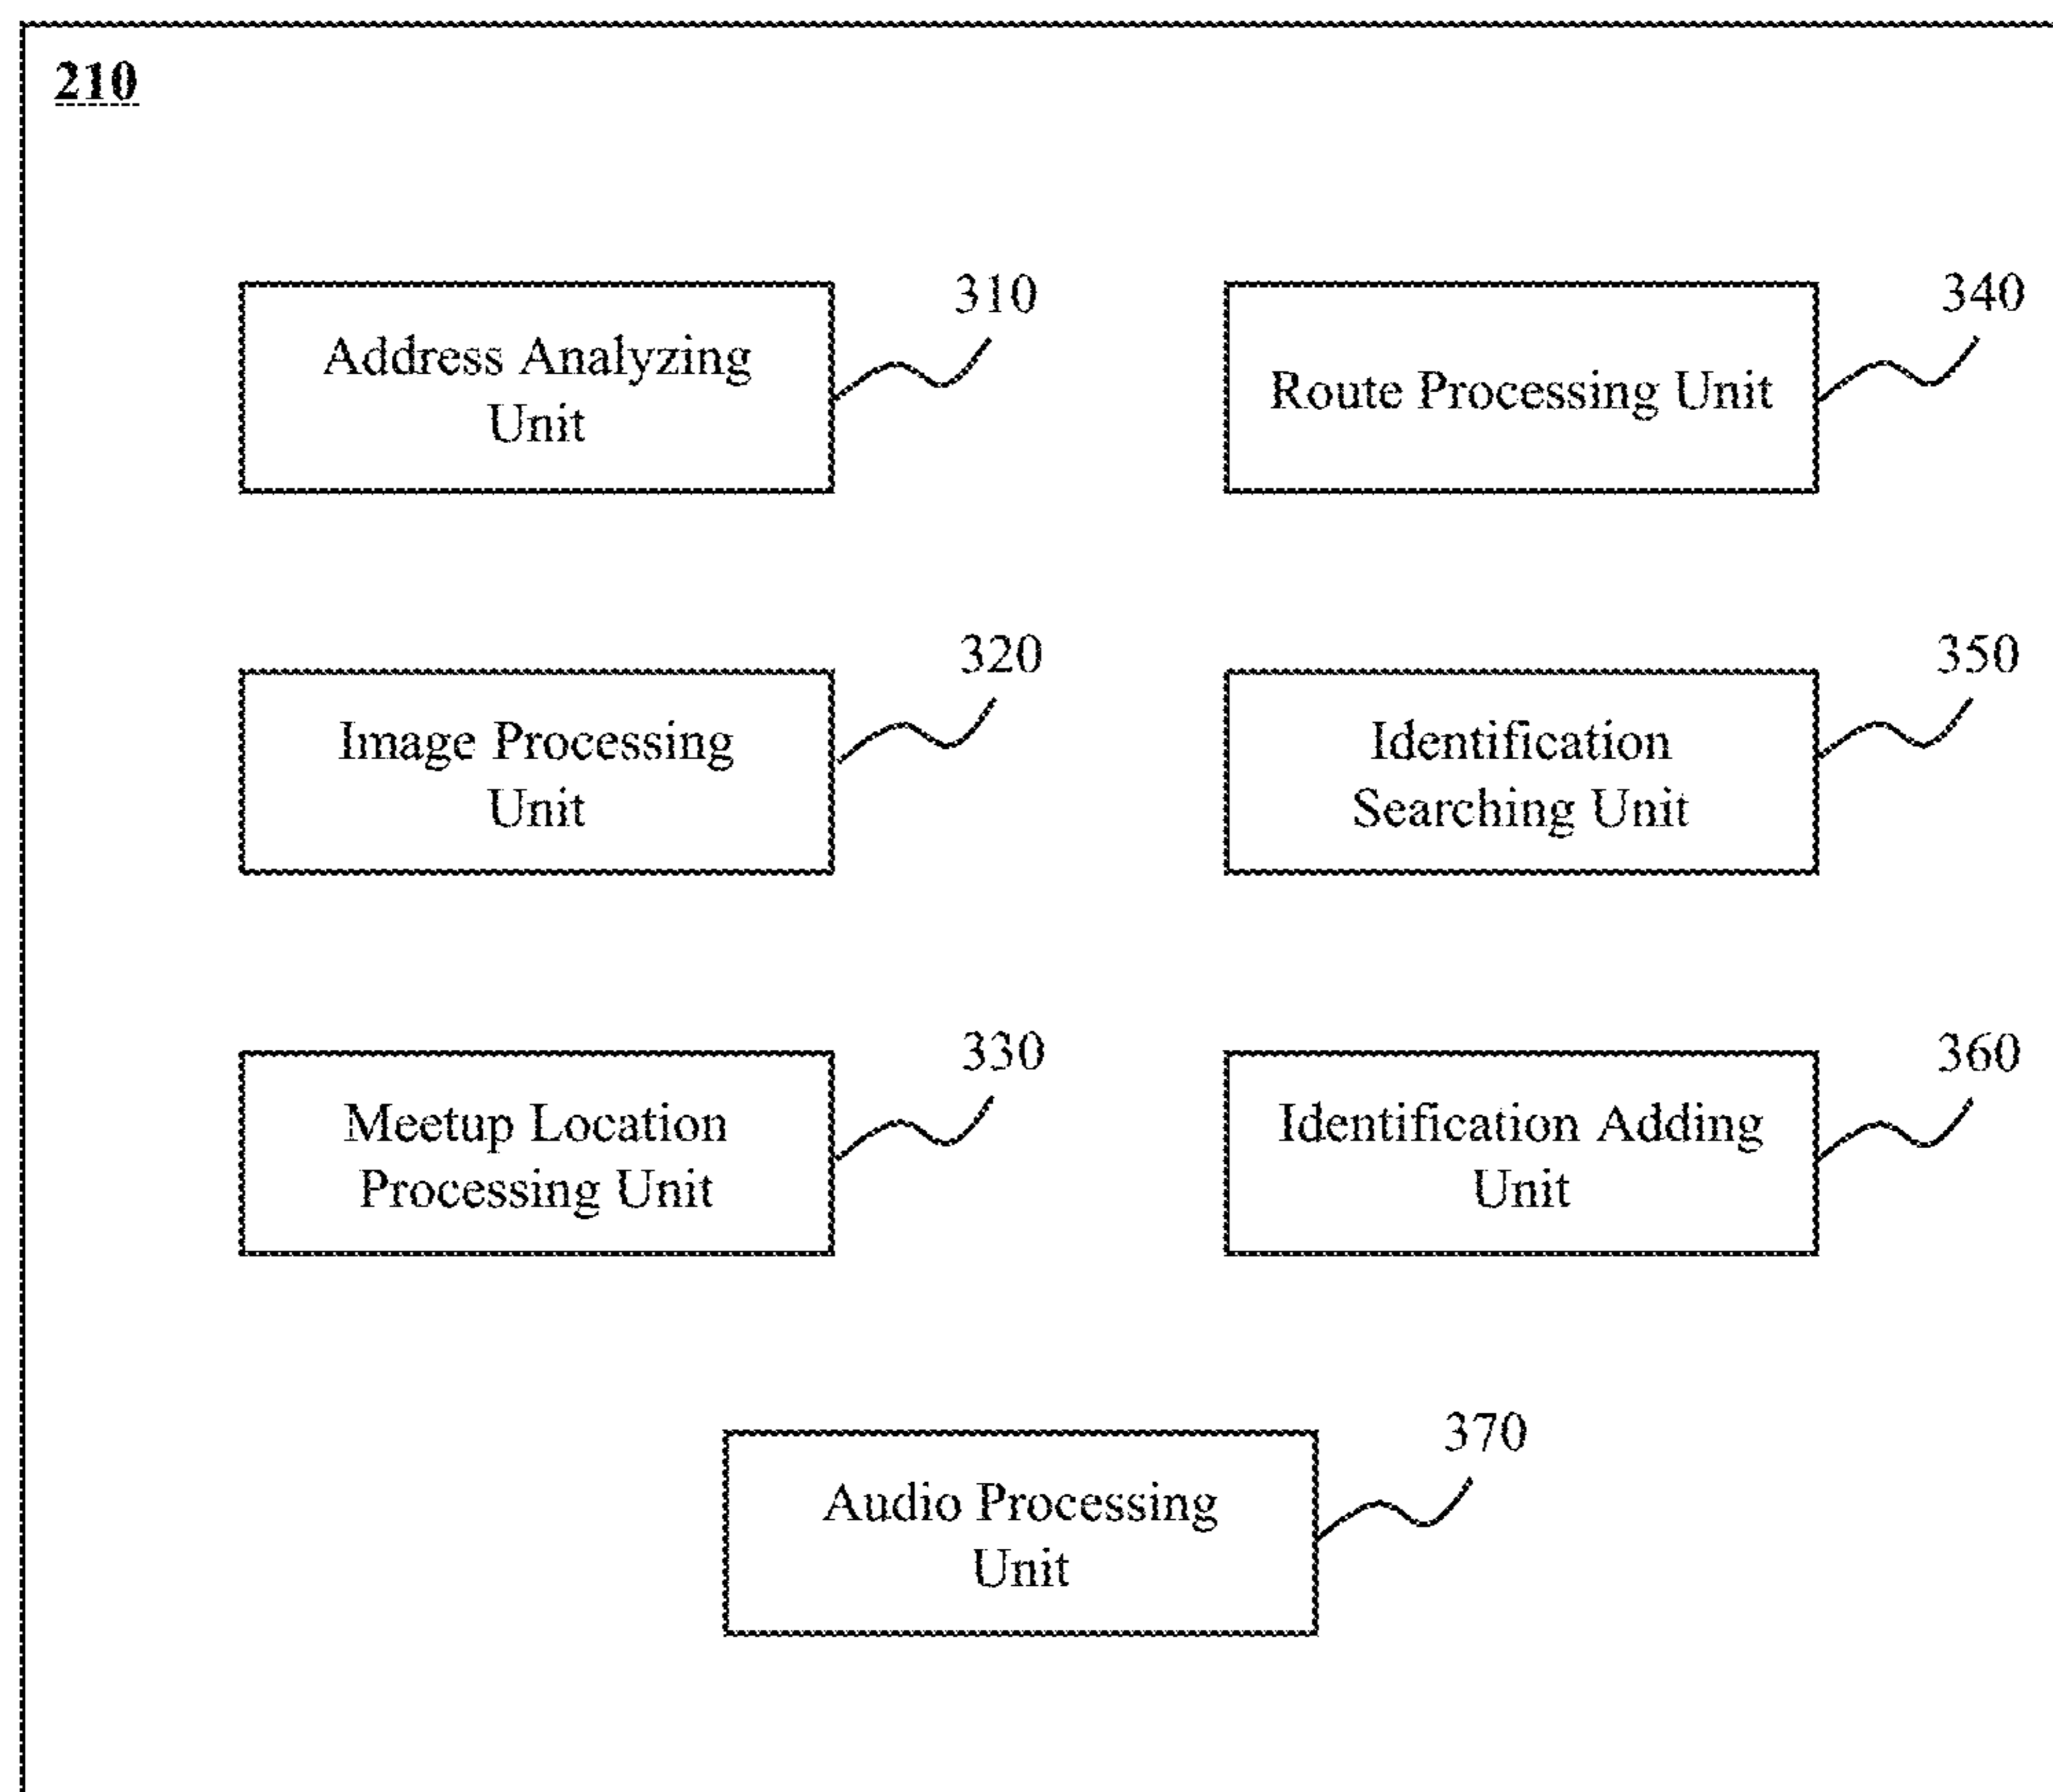 210
310
Address Analyzing
Unit
340
Route Processing Unit
320
Image Processing
Unit
350
Identification
Searching Unit
330
Meetup Location
Processing Unit
360
Identification Adding
Unit
370
Audio Processing
Unit